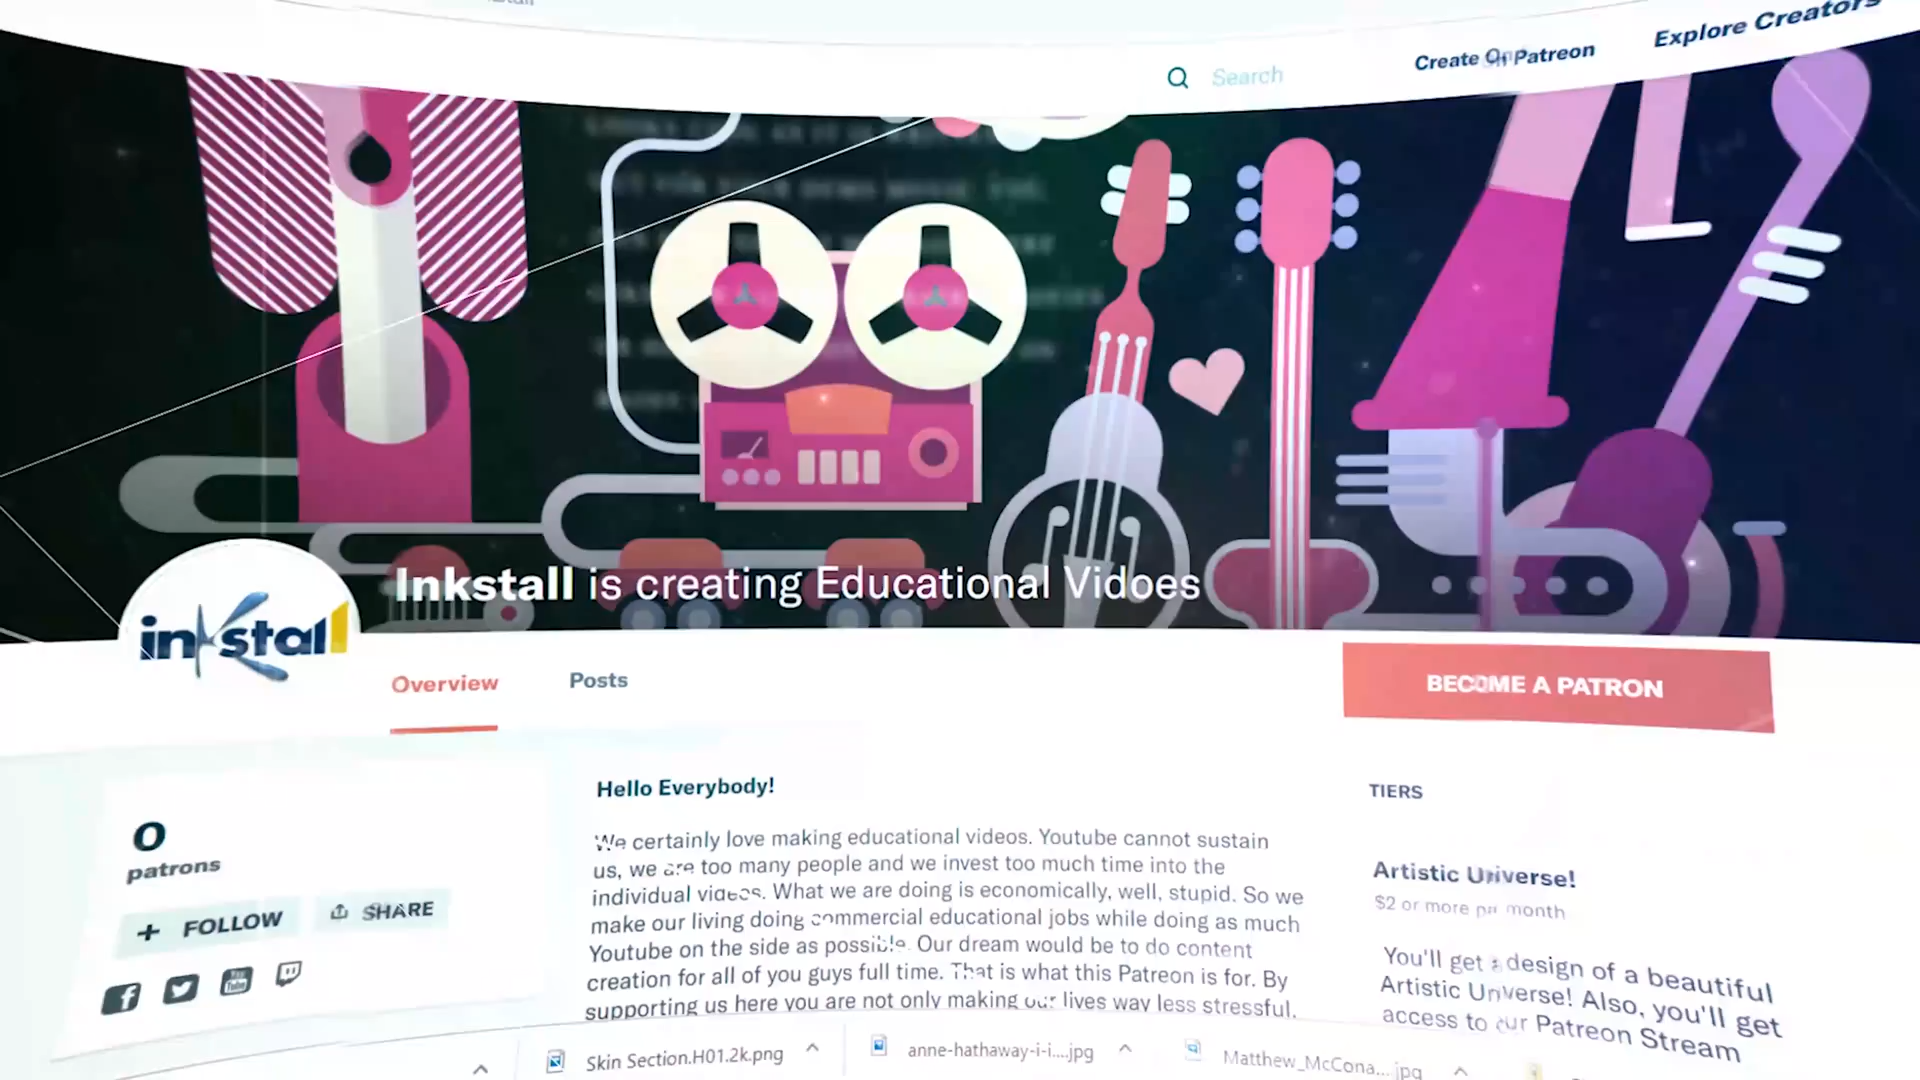 Search
Create On Patreon
Explore Creators
Inkstall is creating Educational Vidoes
inkstall
Overview
Posts
BECOME A PATRON
0
patrons
FOLLOW
SHARE
You
Tube
Hello Everybody!
We certainly love making educational videos. Youtube cannot sustain
us, we are too many people and we invest too much time into the
individual videos. What we are doing is economically, well, stupid. So we
make our living doing commercial educational jobs while doing as much
Youtube on the side as possible. Our dream would be to do content
creation for all of you guys full time. That is what this Patreon is for. By
supporting us here you are not only making our lives way less stressful,
TIERS
Artistic Universe!
$2 or more per month
You'll get a design of a beautiful
Artistic Universe! Also, you'll get
access to our Patreon Stream
Skin Section.H01.2k.png
anne-hathaway-i-i....jpg
Matthew_McCona....jpg